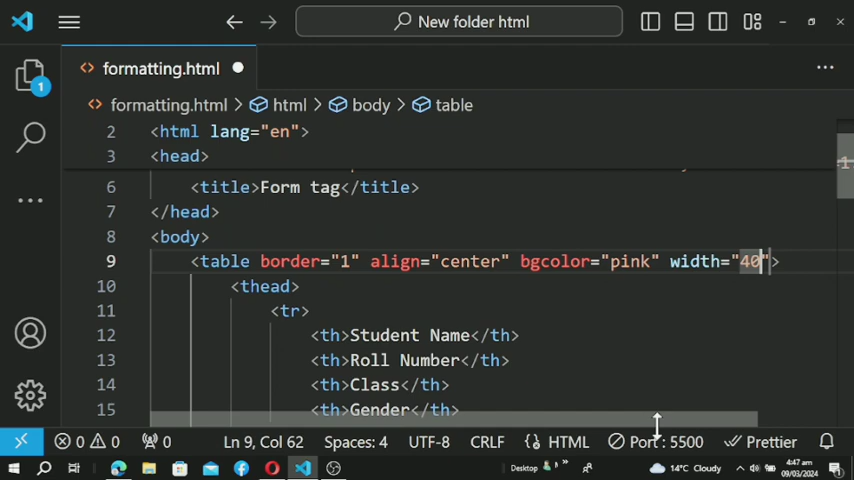 New folder html
formatting.html
1
formatting.html > html > body > table
2 <html lang="en">
3 <head>
6 <title>Form tag</title>
7 </head>
8 <body>
9 <table border="1" align="center" bgcolor="pink" width="40">
10 <thead>
11 <tr>
12 <th>Student Name</th>
13 <th>Roll Number</th>
14 <th>Class</th>
15 <th>Gender</th>
0 0 0 Ln 9, Col 62 Spaces: 4 UTF-8 CRLF HTML Port : 5500 Prettier
Desktop 14°C Cloudy 4:47 am
09/03/2024